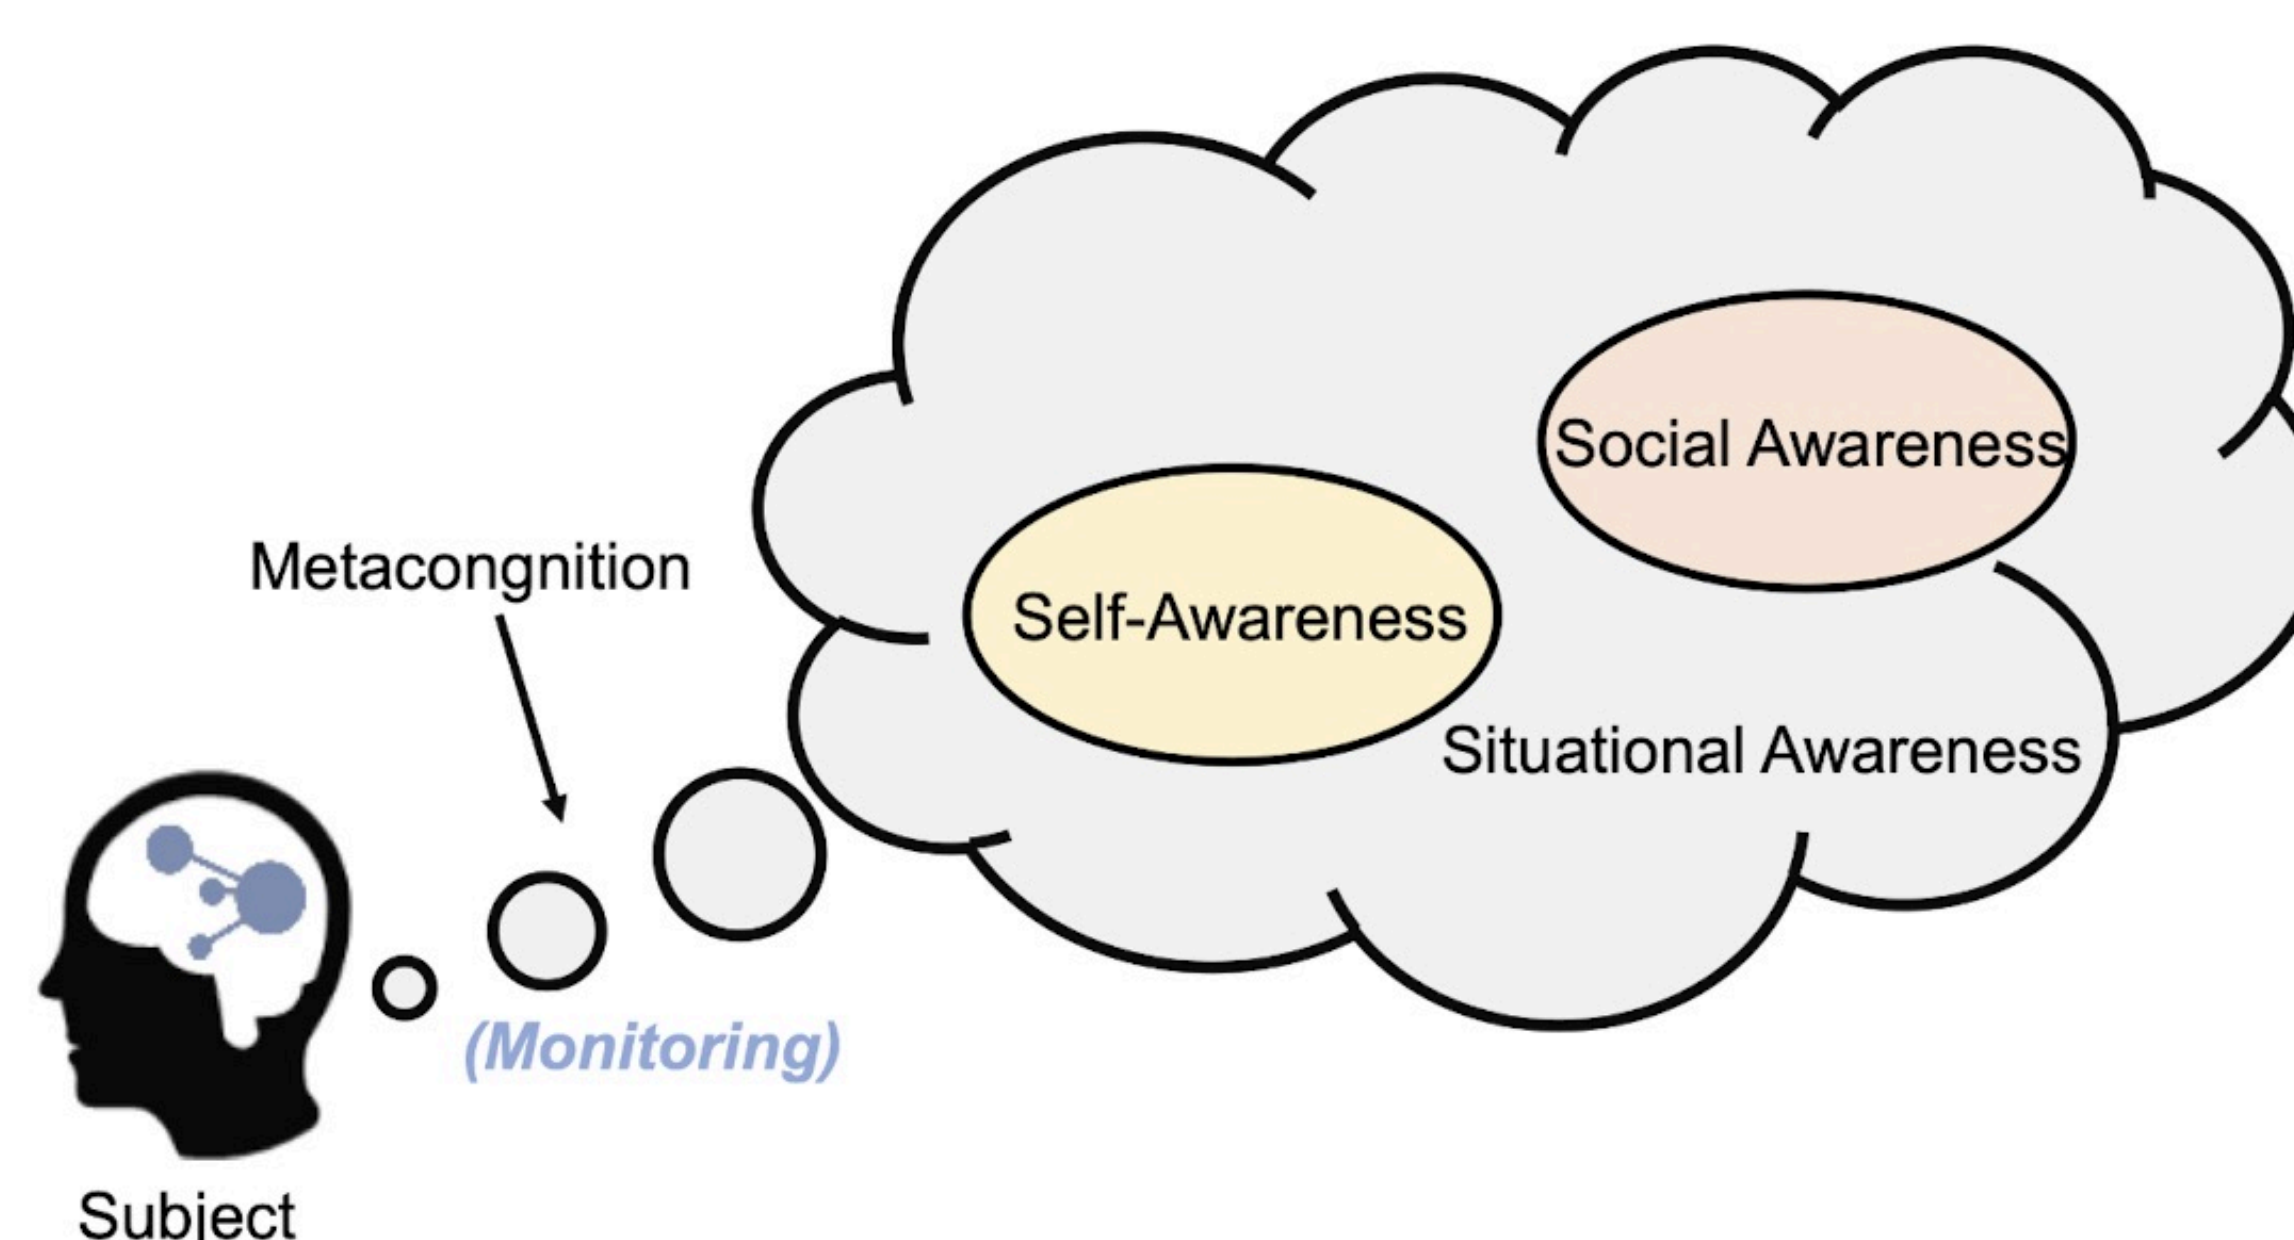 Social Awareness
Self-Awareness
Metacongnition
Situational Awareness
(Monitoring)
Subject